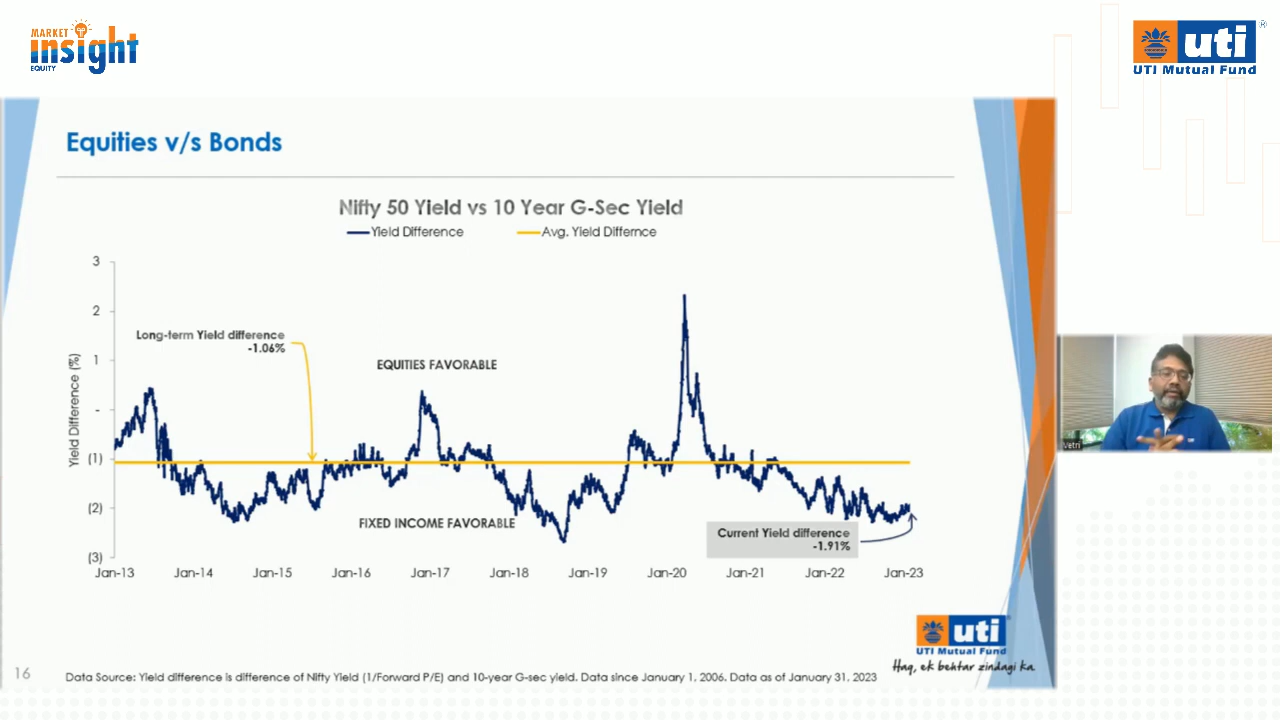 MARKET
insight
EQUITY
uti
®
UTI Mutual Fund
Equities v/s Bonds
Nifty 50 Yield vs 10 Year G-Sec Yield
Yield Difference
Avg. Yield Differnce
Yield Difference (%)
3
2
1
-
(1)
(2)
(3)
Long-term Yield difference
-1.06%
EQUITIES FAVORABLE
FIXED INCOME FAVORABLE
Current Yield difference
-1.91%
Jan-13 Jan-14 Jan-15 Jan-16 Jan-17 Jan-18 Jan-19 Jan-20 Jan-21 Jan-22 Jan-23
Vetri
uti
UTI Mutual Fund
Haq, ek behtar zindagi ka.
16
Data Source: Yield difference is difference of Nifty Yield (1/Forward P/E) and 10-year G-sec yield. Data since January 1, 2006. Data as of January 31, 2023